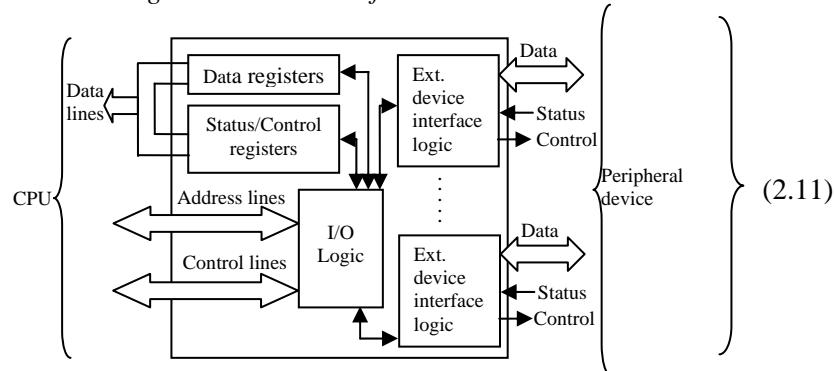 Data registers
Data
lines
Status/Control
registers
CPU
Address lines
Control lines
I/O
Logic
Ext.
device
interface
logic
Data
Status
Control
Ext.
device
interface
logic
Data
Status
Control
Peripheral
device
(2.11)